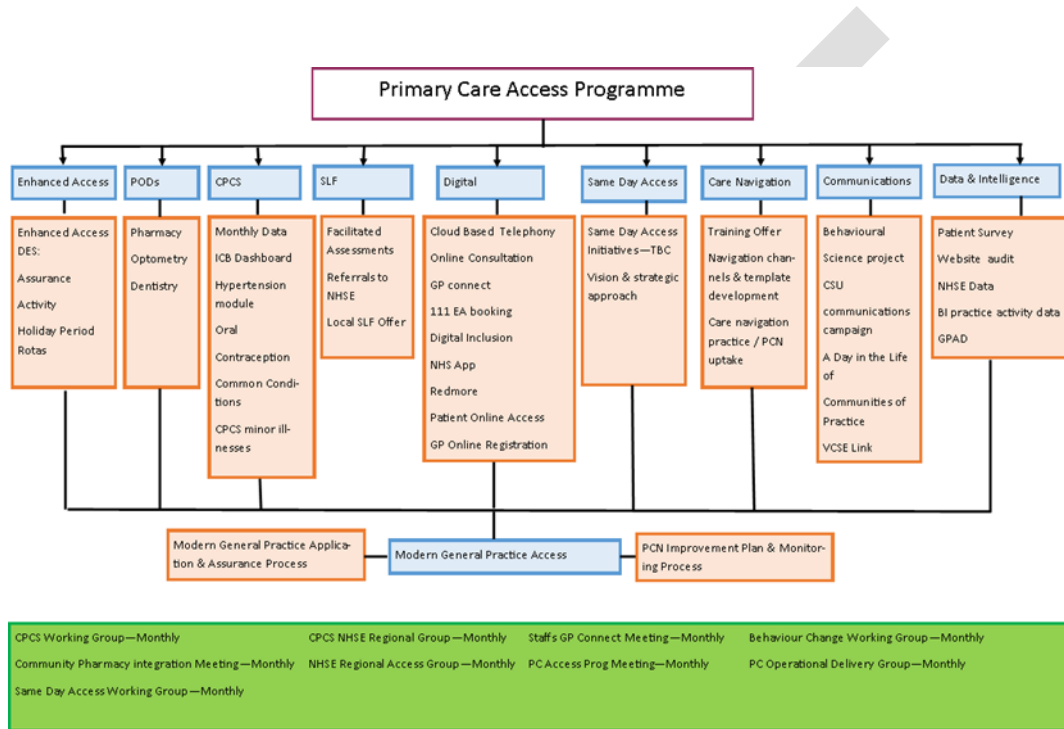 Primary Care Access Programme
Enhanced Access
PODs
CPCS
SLF
Digital
Same Day Access
Care Navigation
Communications
Data & Intelligence
Enhanced Access
DES:
Assurance
Activity
Holiday Period
Rotas
Pharmacy
Optometry
Dentistry
Monthly Data
ICB Dashboard
Hypertension
module
Oral
Contraception
Common Condi-
tions
CPCS minor ill-
nesses
Facilitated
Assessments
Referrals to
NHSE
Local SLF Offer
Cloud Based Telephony
Online Consultation
GP connect
111 EA booking
Digital Inclusion
NHS App
Redmore
Patient Online Access
GP Online Registration
Same Day Access
Initiatives—TBC
Vision & strategic
approach
Training Offer
Navigation chan-
nels & template
development
Care navigation
practice / PCN
uptake
Behavioural
Science project
CSU
communications
campaign
A Day in the Life
of
Communities of
Practice
VCSE Link
Patient Survey
Website audit
NHSE Data
BI practice activity data
GPAD
Modern General Practice Applica-
tion & Assurance Process
Modern General Practice Access
PCN Improvement Plan & Monitor-
ing Process
CPCS Working Group—Monthly
CPCS NHSE Regional Group—Monthly
Staffs GP Connect Meeting—Monthly
Behaviour Change Working Group—Monthly
Community Pharmacy integration Meeting—Monthly
NHSE Regional Access Group—Monthly
PC Access Prog Meeting—Monthly
PC Operational Delivery Group—Monthly
Same Day Access Working Group—Monthly